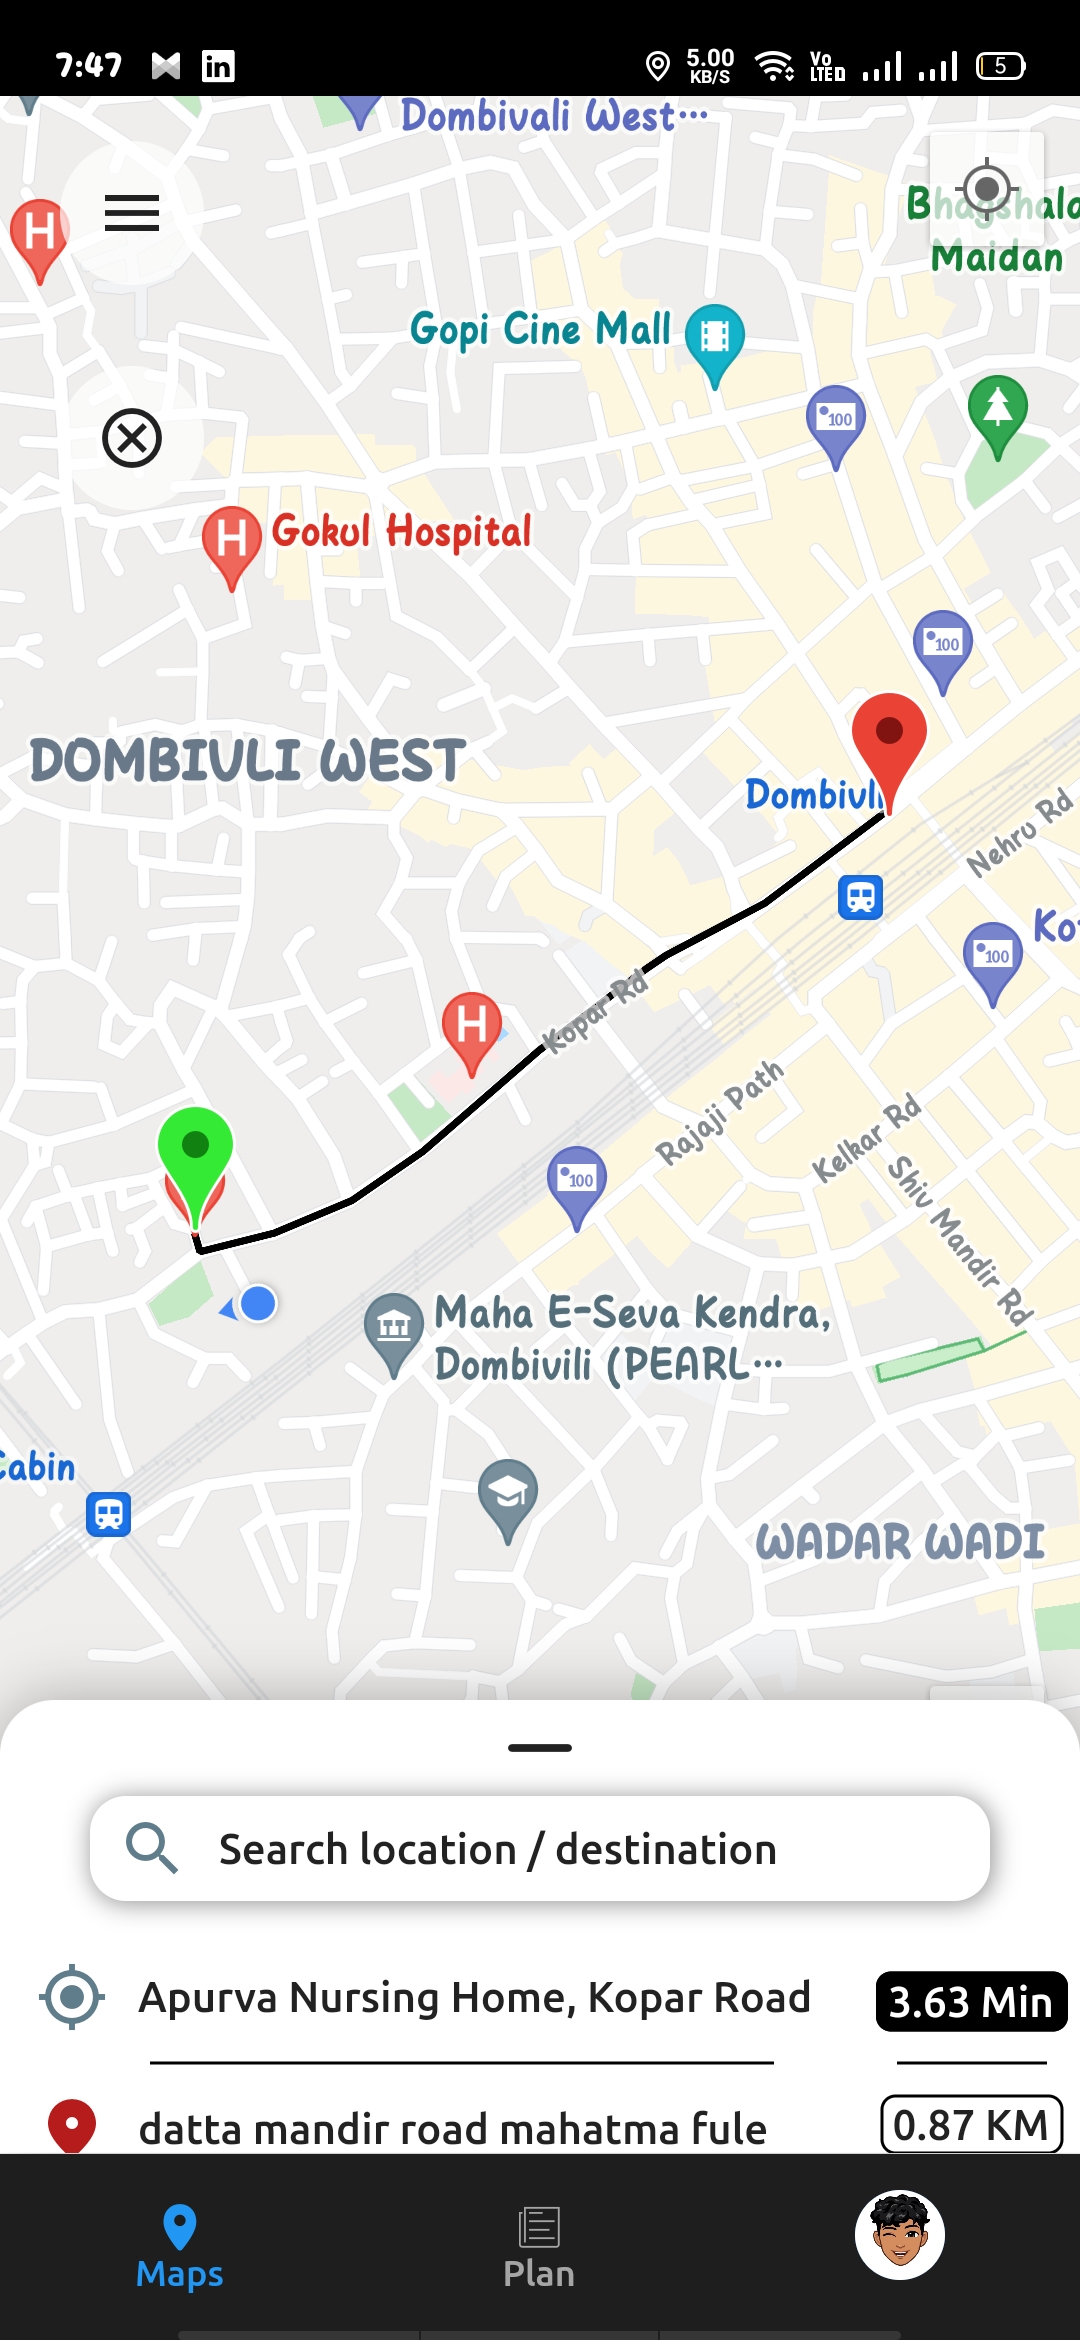 7:47
5.00
KB/S
Vo
LTED
5
Dombivali West...
Bhagshala
Maidan
Gopi Cine Mall
100
Gokul Hospital
100
DOMBIVLI WEST
Dombivli
Nehru Rd
100
Kopar Rd
Rajaji Path
Kelkar Rd
100
Shiv Mandir Rd
Maha E-Seva Kendra,
Dombivili (PEARL...
Cabin
WADAR WADI
Search location / destination
Apurva Nursing Home, Kopar Road
3.63 Min
datta mandir road mahatma fule
0.87 KM
Maps
Plan